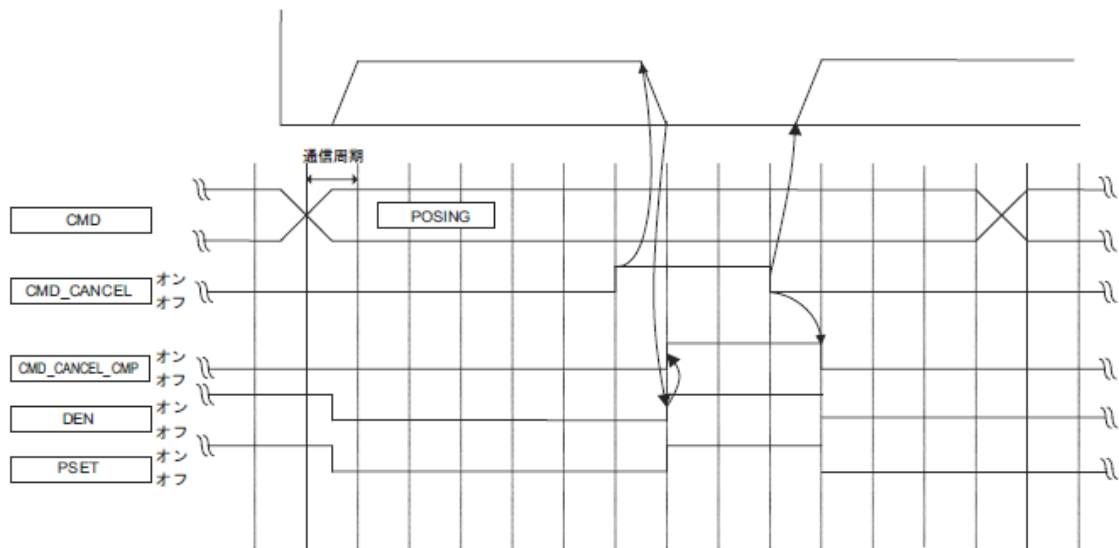 通信周期
CMD
POSING
CMD_CANCEL
オン
オフ
CMD_CANCEL_CMP
オン
オフ
DEN
オン
オフ
PSET
オン
オフ